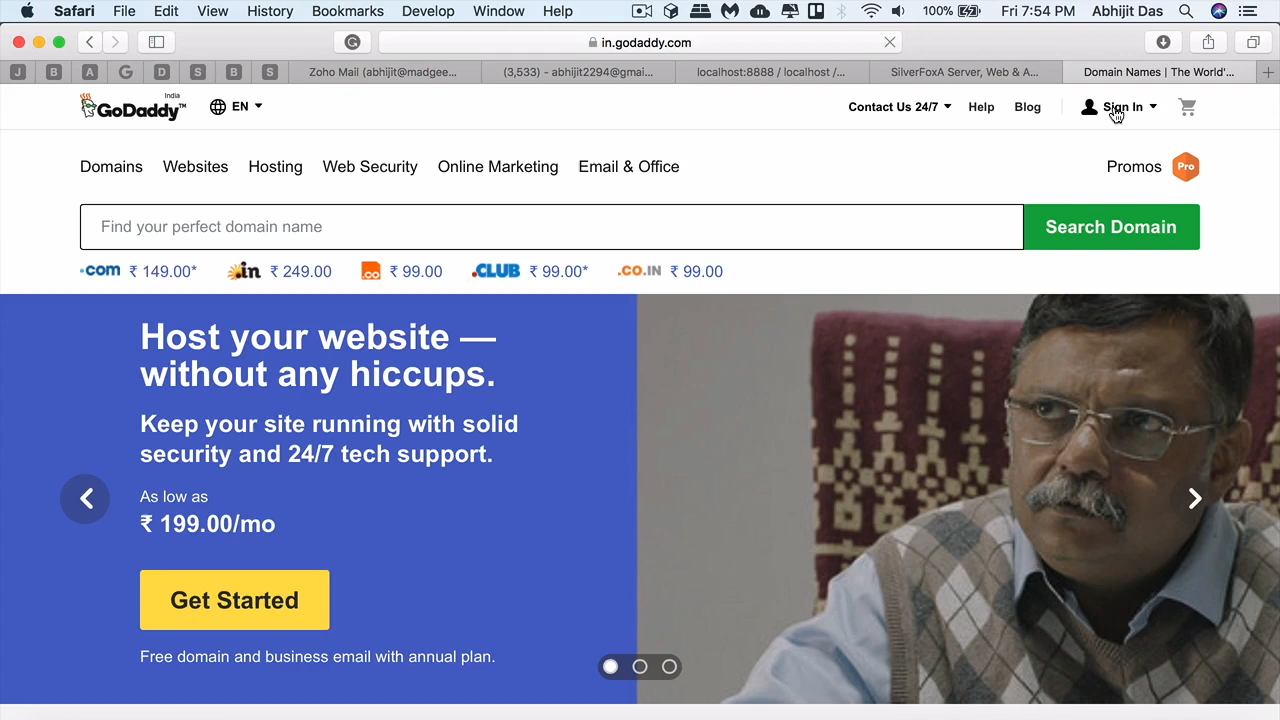 Safari File Edit View History Bookmarks Develop Window Help 100% Fri 7:54 PM Abhijit Das
in.godaddy.com
J B A G D S B S Zoho Mail (abhijit@madgee... (3,533) - abhijit2294@gmai... localhost:8888 / localhost /... SilverFoxA Server, Web & A... Domain Names | The World'...
India
GoDaddy™ EN Contact Us 24/7 Help Blog Sign In
Domains Websites Hosting Web Security Online Marketing Email & Office Promos Pro
Find your perfect domain name Search Domain
.com ₹ 149.00* .in ₹ 249.00 .co ₹ 99.00 .CLUB ₹ 99.00* .CO.IN ₹ 99.00
Host your website —
without any hiccups.
Keep your site running with solid
security and 24/7 tech support.
As low as
₹ 199.00/mo
Get Started
Free domain and business email with annual plan.